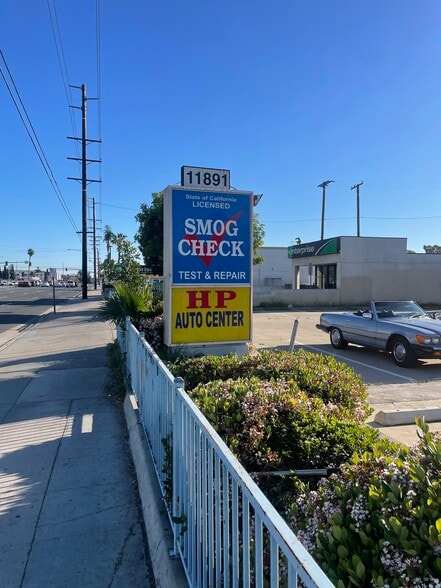 11891
State of California
LICENSED
SMOG
CHECK
TEST & REPAIR
HP
AUTO CENTER
enterprise